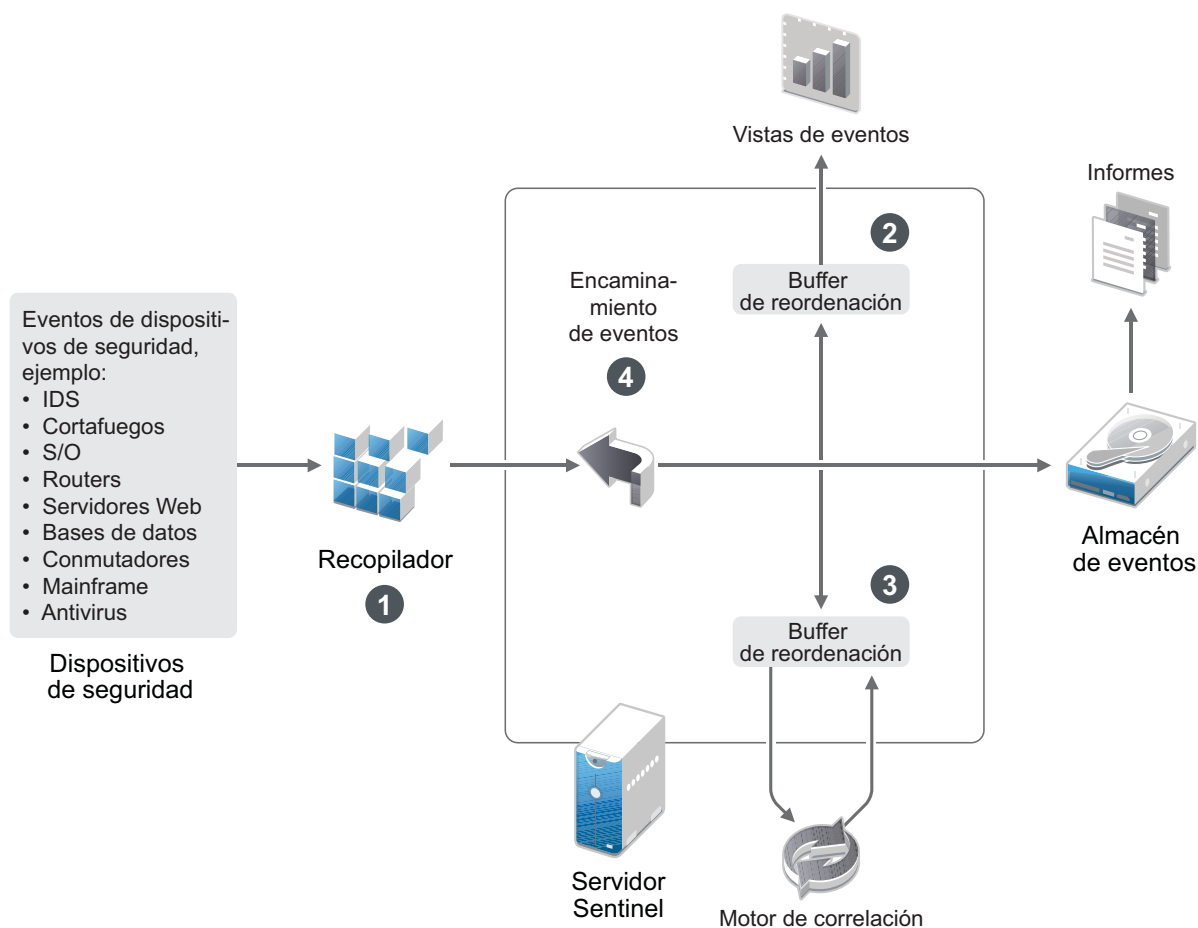 Vistas de eventos
Informes
2
Buffer
de reordenación
Encamina-
miento
de eventos
4
Eventos de dispositi-
vos de seguridad,
ejemplo:
• IDS
• Cortafuegos
• S/O
• Routers
• Servidores Web
• Bases de datos
• Conmutadores
• Mainframe
• Antivirus
Dispositivos
de seguridad
Recopilador
1
Almacén
de eventos
3
Buffer
de reordenación
Servidor
Sentinel
Motor de correlación